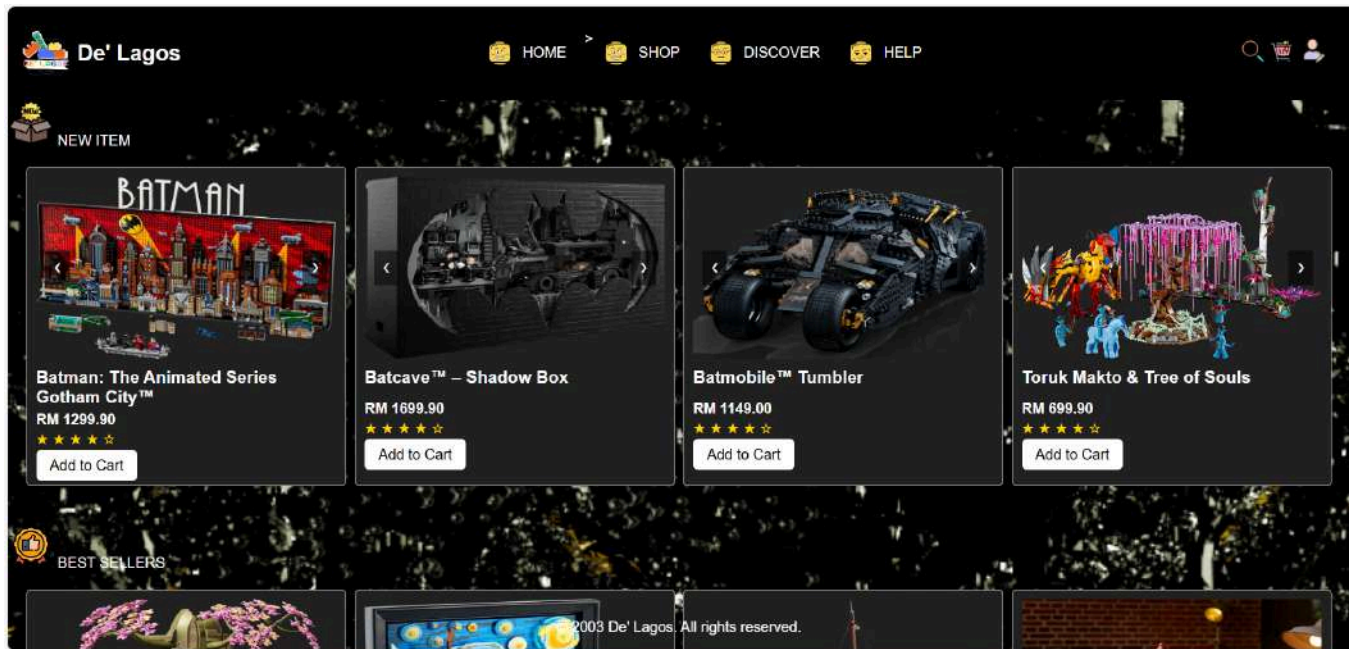 De' Lagos
HOME
>
SHOP
DISCOVER
HELP
NEW ITEM
BATMAN
‹ ›
‹ ›
‹ ›
‹ ›
Batman: The Animated Series
Gotham City™
RM 1299.90
★ ★ ★ ★ ☆
Add to Cart
Batcave™ – Shadow Box
RM 1699.90
★ ★ ★ ★ ☆
Add to Cart
Batmobile™ Tumbler
RM 1149.00
★ ★ ★ ★ ☆
Add to Cart
Toruk Makto & Tree of Souls
RM 699.90
★ ★ ★ ★ ☆
Add to Cart
BEST SELLERS
2003 De' Lagos. All rights reserved.